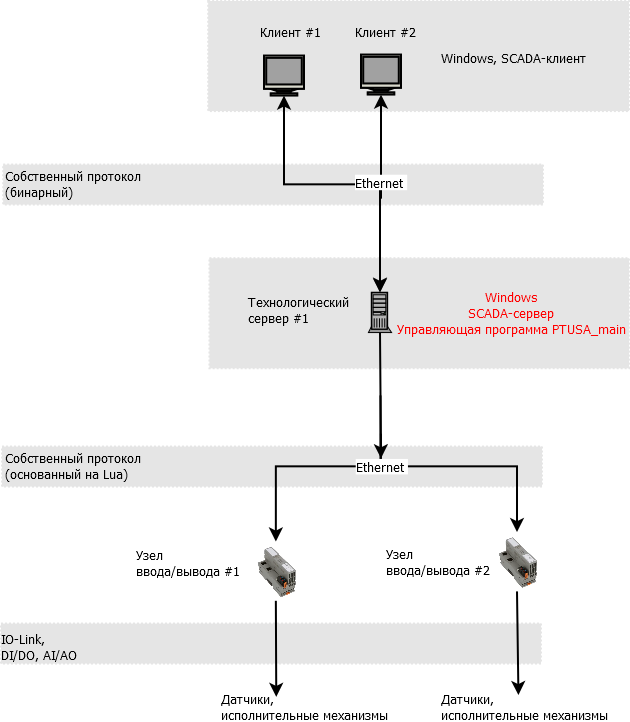 Клиент #1
Клиент #2
Windows, SCADA-клиент
Собственный протокол
(бинарный)
Ethernet
Технологический
сервер #1
Windows
SCADA-сервер
Управляющая программа PTUSA_main
Собственный протокол
(основанный на Lua)
Ethernet
Узел
ввода/вывода #1
Узел
ввода/вывода #2
IO-Link,
DI/DO, AI/AO
Датчики,
исполнительные механизмы
Датчики,
исполнительные механизмы